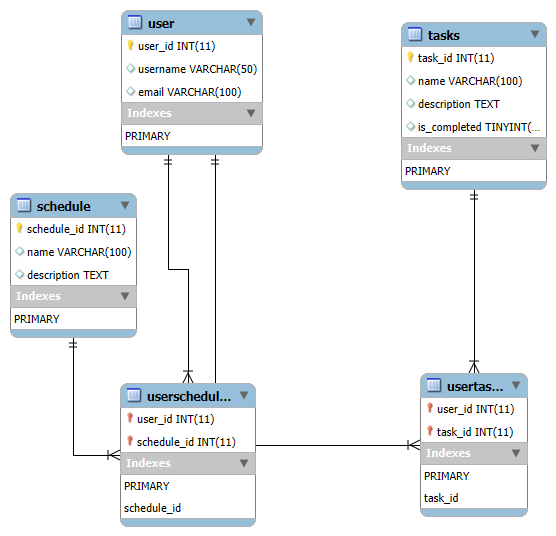 user
user_id INT(11)
username VARCHAR(50)
email VARCHAR(100)
Indexes
PRIMARY
tasks
task_id INT(11)
name VARCHAR(100)
description TEXT
is_completed TINYINT(...
Indexes
PRIMARY
schedule
schedule_id INT(11)
name VARCHAR(100)
description TEXT
Indexes
PRIMARY
userschedul...
user_id INT(11)
schedule_id INT(11)
Indexes
PRIMARY
schedule_id
usertas...
user_id INT(11)
task_id INT(11)
Indexes
PRIMARY
task_id